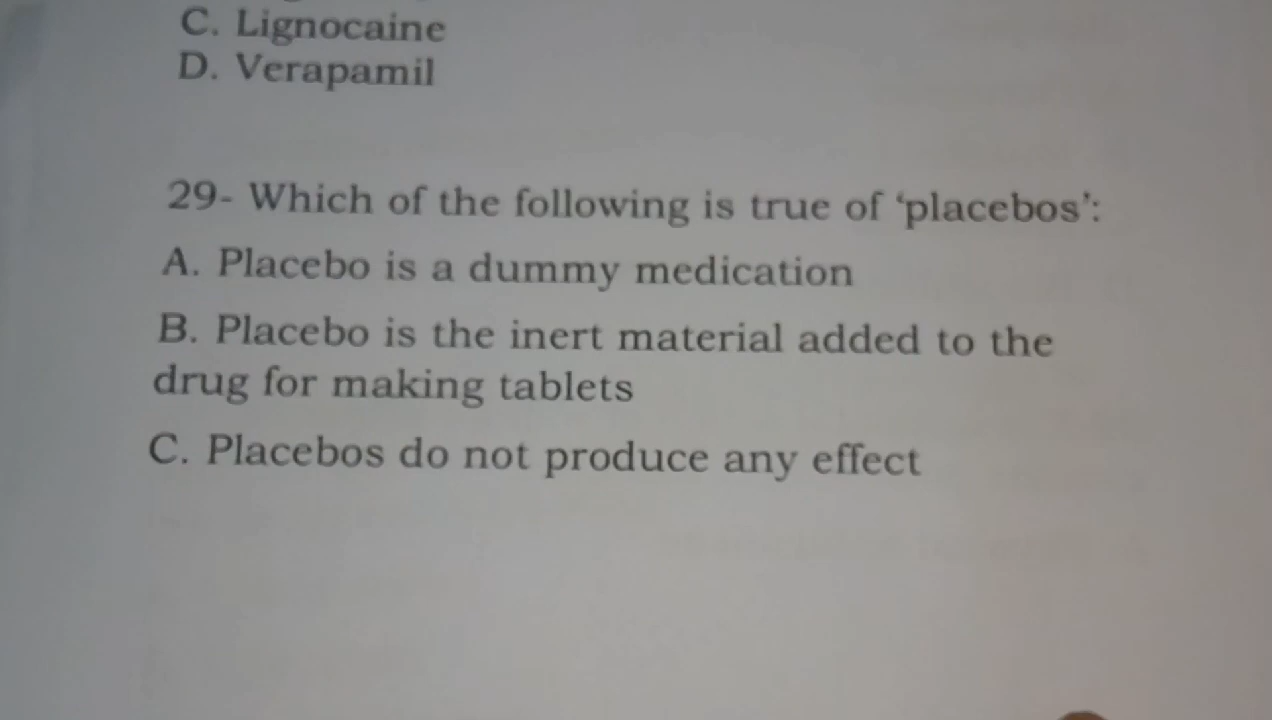 C. Lignocaine
D. Verapamil
29- Which of the following is true of ‘placebos’:
A. Placebo is a dummy medication
B. Placebo is the inert material added to the
drug for making tablets
C. Placebos do not produce any effect